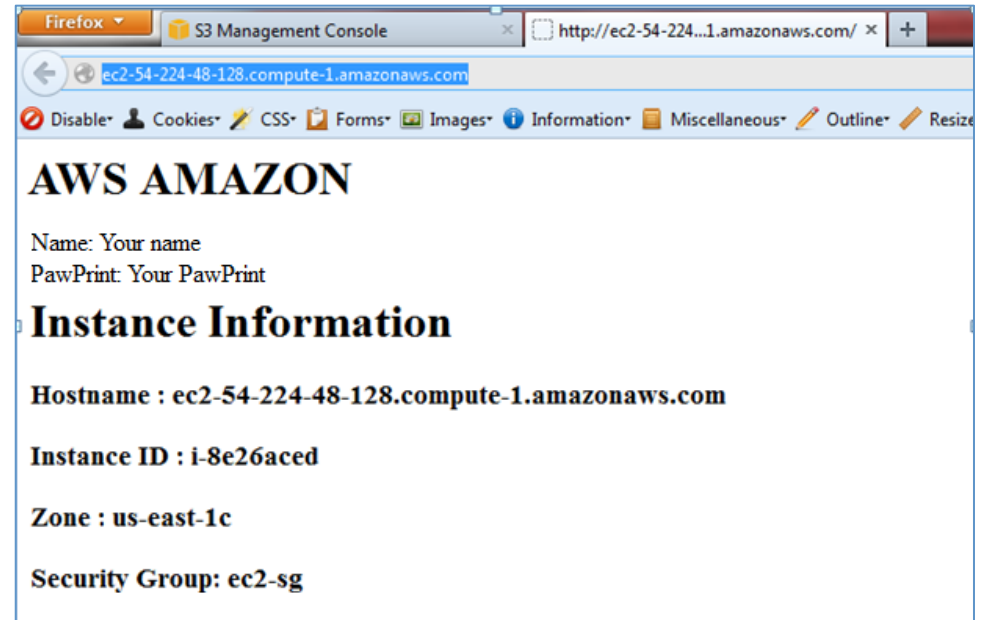 Firefox
S3 Management Console
http://ec2-54-224...1.amazonaws.com/
ec2-54-224-48-128.compute-1.amazonaws.com
Disable Cookies CSS Forms Images Information Miscellaneous Outline Resize
AWS AMAZON
Name: Your name
PawPrint: Your PawPrint
Instance Information
Hostname : ec2-54-224-48-128.compute-1.amazonaws.com
Instance ID : i-8e26aced
Zone : us-east-1c
Security Group: ec2-sg